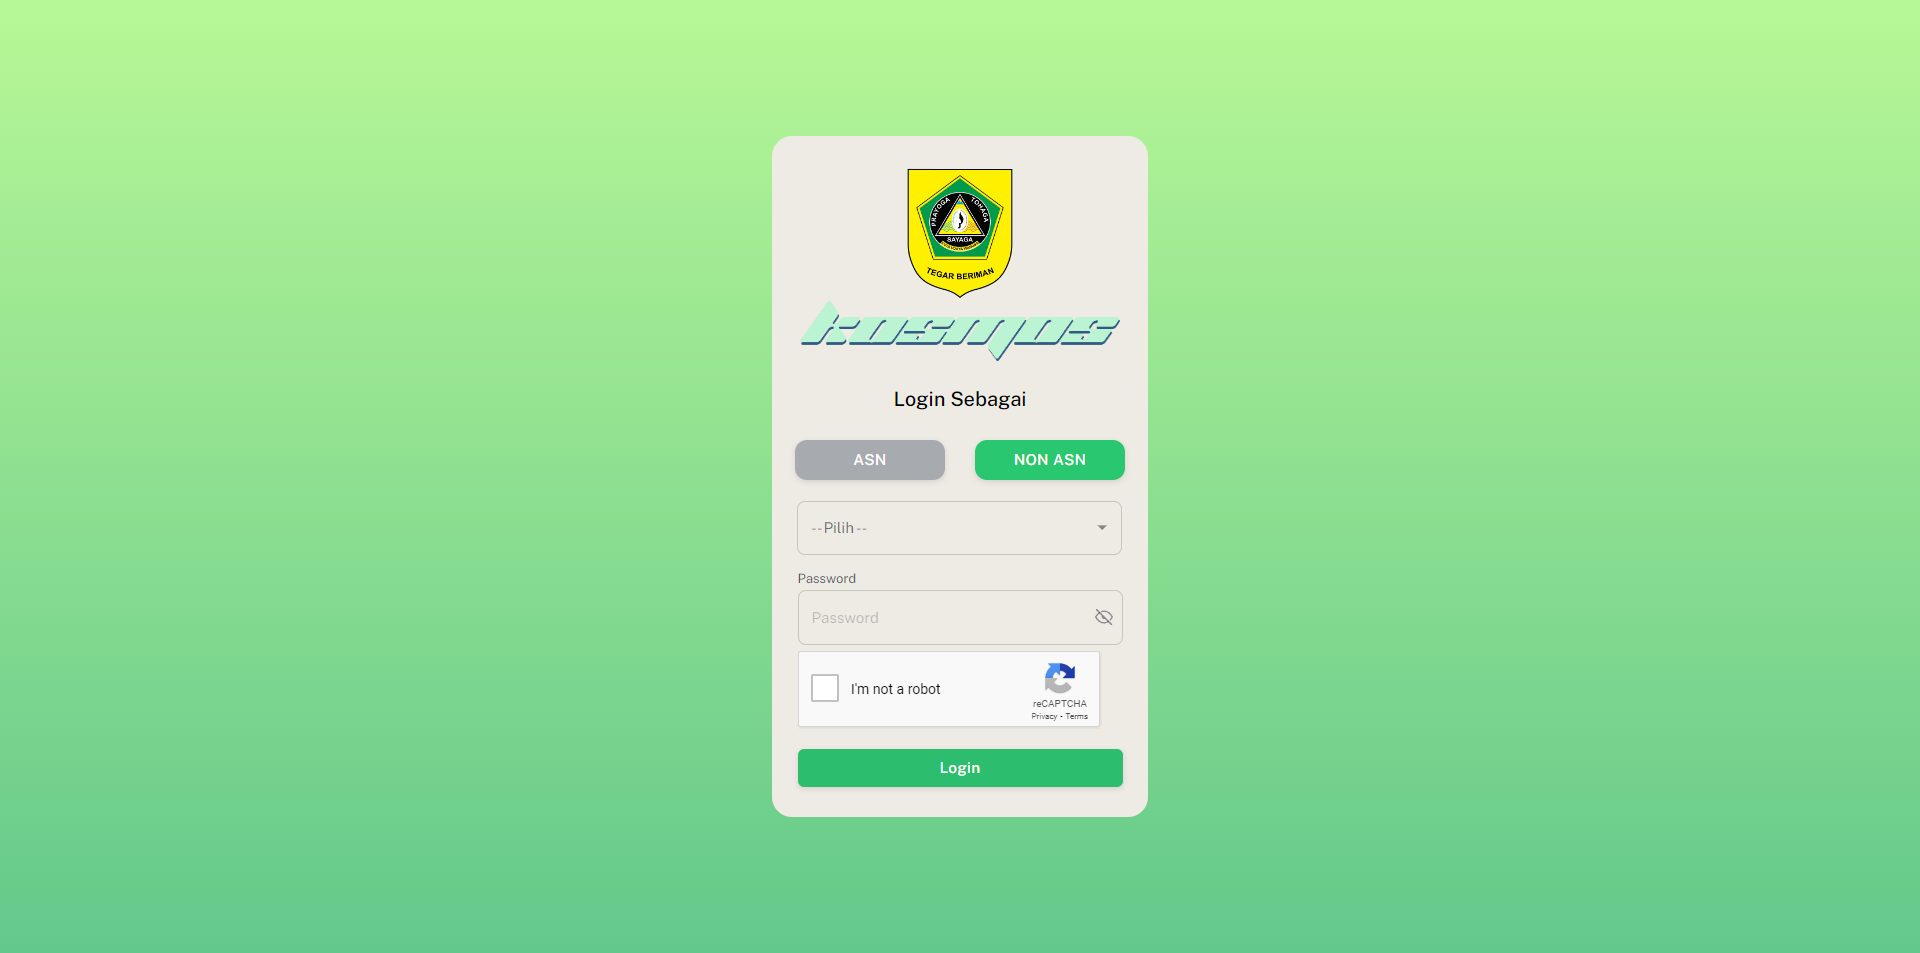 PRAYOGA TOHAGA
SAYAGA
TEGAR BERIMAN
kosmos
Login Sebagai
ASN
NON ASN
-- Pilih --
Password
Password
I'm not a robot
reCAPTCHA
Privacy - Terms
Login